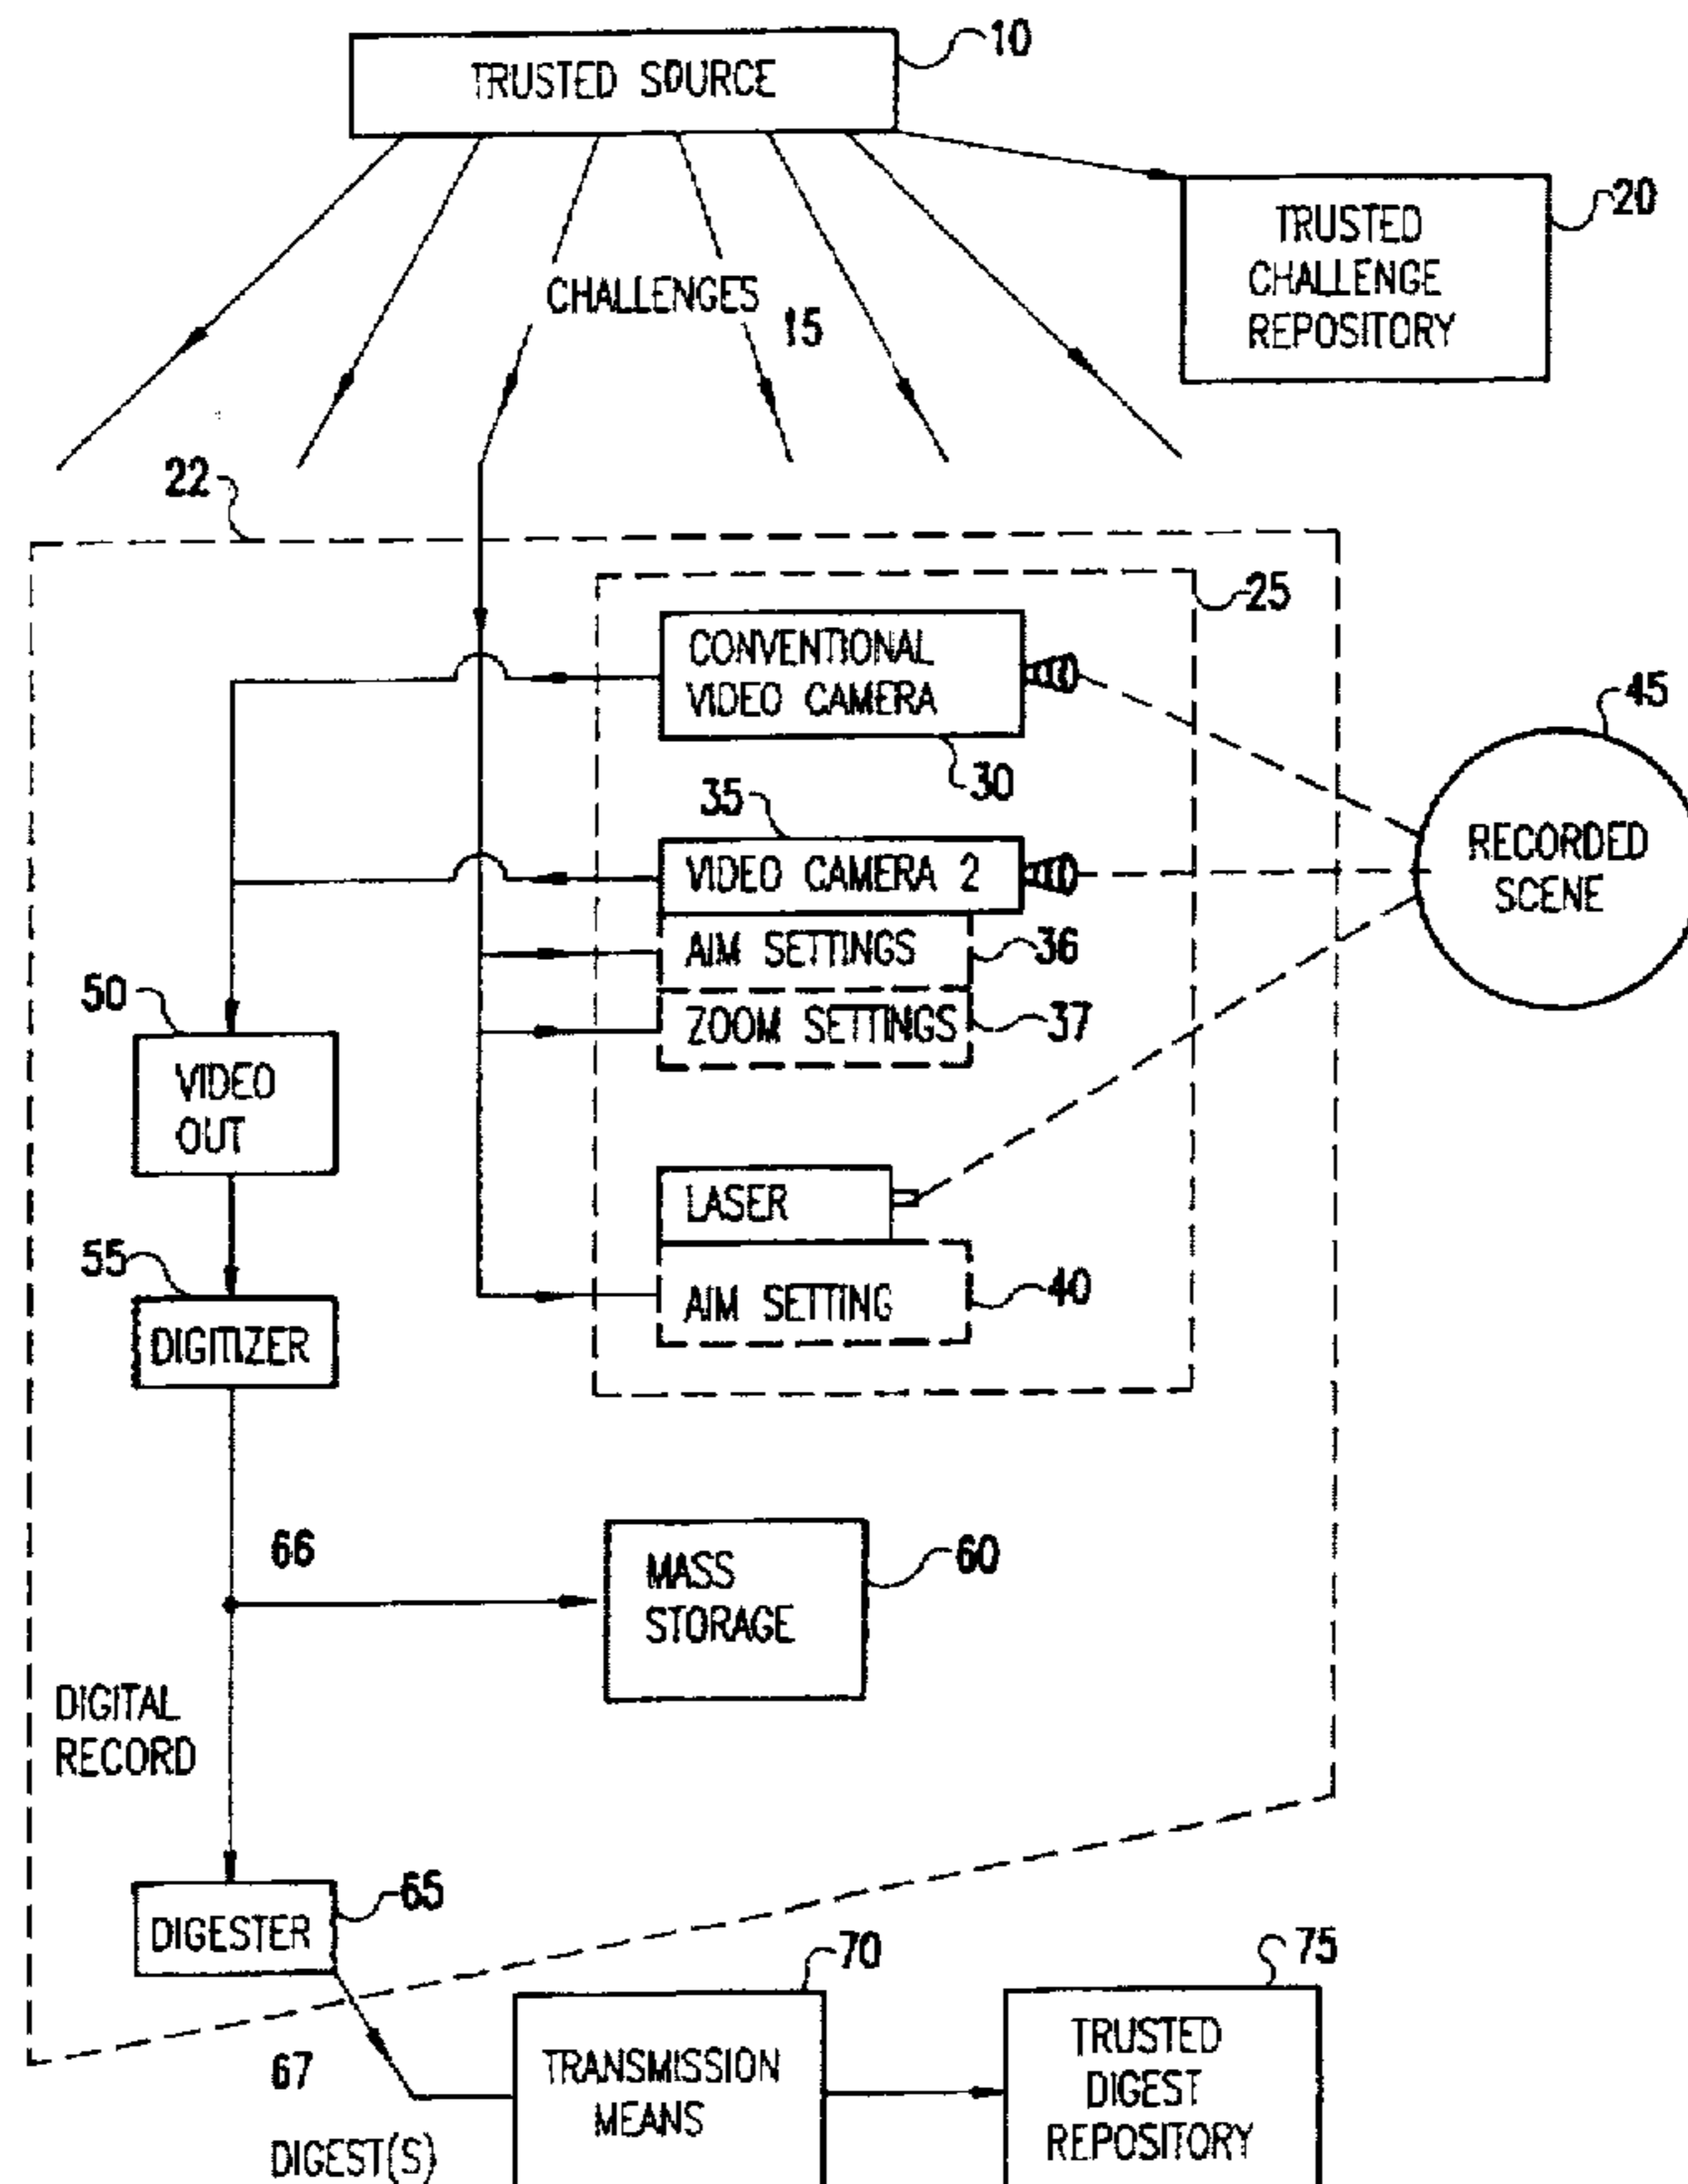 10
TRUSTED SOURCE
20
TRUSTED
CHALLENGE
REPOSITORY
CHALLENGES
15
22
25
CONVENTIONAL
VIDEO CAMERA
30
45
35
VIDEO CAMERA 2
RECORDED
SCENE
AIM SETTINGS
36
50
ZOOM SETTINGS
37
VIDEO
OUT
LASER
55
AIM SETTING
40
DIGITIZER
66
MASS
STORAGE
60
DIGITAL
RECORD
65
DIGESTER
70
75
67
TRANSMISSION
MEANS
TRUSTED
DIGEST
REPOSITORY
DIGEST(S)